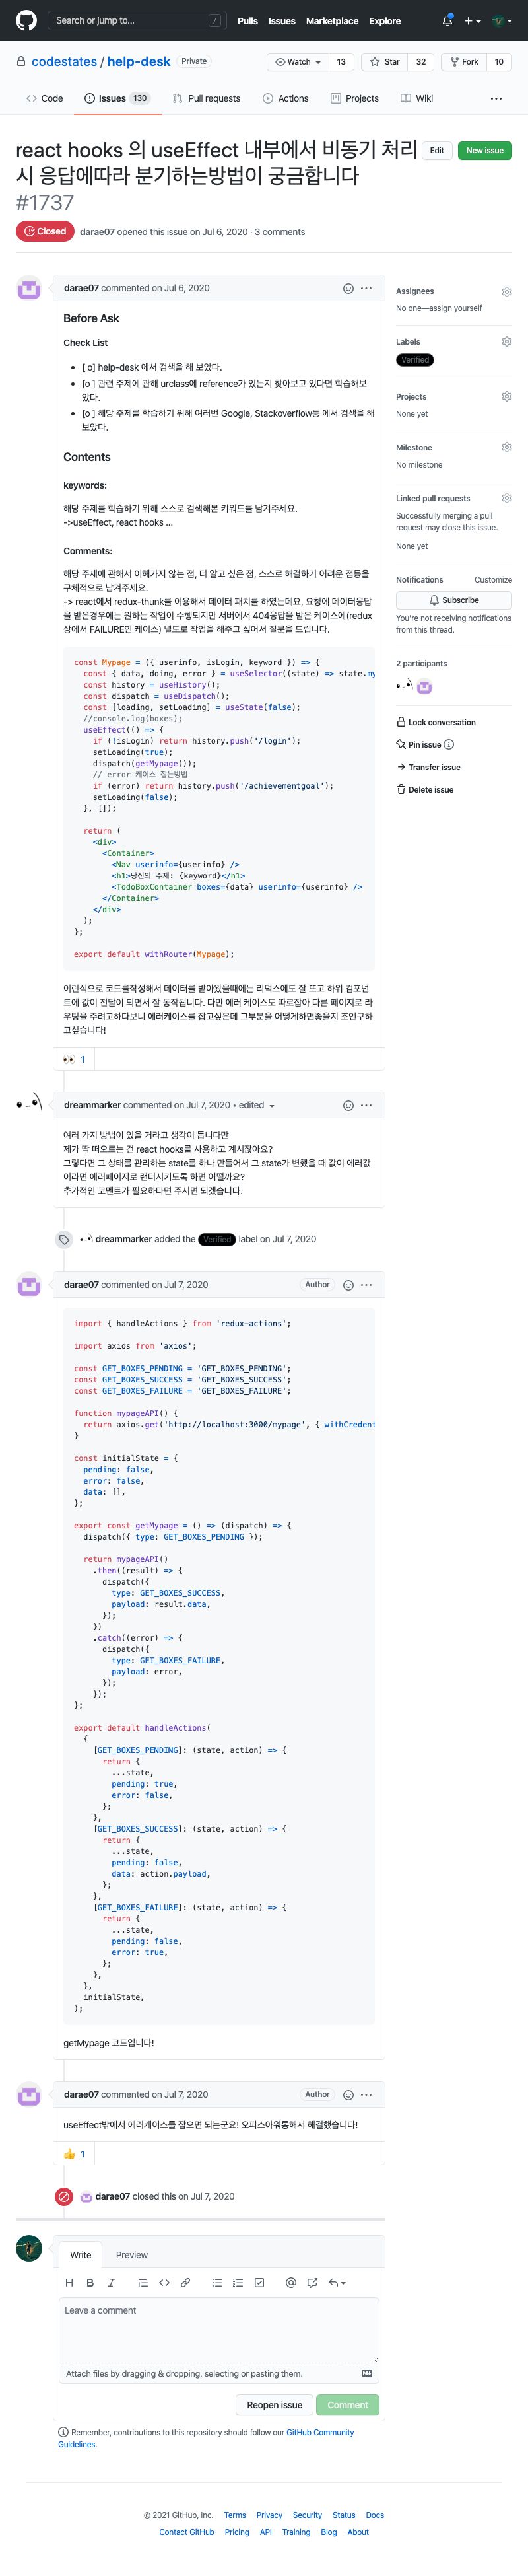 Search or jump to... /
Pulls Issues Marketplace Explore
codestates / help-desk Private
Watch 13 Star 32 Fork 10
Code Issues 130 Pull requests Actions Projects Wiki ...
react hooks 의 useEffect 내부에서 비동기 처리
시 응답에따라 분기하는방법이 궁금합니다
#1737
Edit New issue
Closed darae07 opened this issue on Jul 6, 2020 · 3 comments
darae07 commented on Jul 6, 2020
Before Ask
Check List
• [ o] help-desk 에서 검색을 해 보았다.
• [o ] 관련 주제에 관해 urclass에 reference가 있는지 찾아보고 있다면 학습해보
았다.
• [o ] 해당 주제를 학습하기 위해 여러번 Google, Stackoverflow등 에서 검색을 해
보았다.
Contents
keywords:
해당 주제를 학습하기 위해 스스로 검색해본 키워드를 남겨주세요.
->useEffect, react hooks ...
Comments:
해당 주제에 관해서 이해가지 않는 점, 더 알고 싶은 점, 스스로 해결하기 어려운 점등을
구체적으로 남겨주세요.
-> react에서 redux-thunk를 이용해서 데이터 패치를 하였는데요, 요청에 데이터응답
을 받은경우에는 원하는 작업이 수행되지만 서버에서 404응답을 받은 케이스에(redux
상에서 FAILURE인 케이스) 별도로 작업을 해주고 싶어서 질문을 드립니다.
const Mypage = ({ userinfo, isLogin, keyword }) => {
const { data, doing, error } = useSelector((state) => state.my
const history = useHistory();
const dispatch = useDispatch();
const [loading, setLoading] = useState(false);
//console.log(boxes);
useEffect(() => {
if (!isLogin) return history.push('/login');
setLoading(true);
dispatch(getMypage());
// error 케이스 잡는방법
if (error) return history.push('/achievementgoal');
setLoading(false);
}, []);
return (
<div>
<Container>
<Nav userinfo={userinfo} />
<h1>당신의 주제: {keyword}</h1>
<TodoBoxContainer boxes={data} userinfo={userinfo} />
</Container>
</div>
);
};
export default withRouter(Mypage);
이런식으로 코드를작성해서 데이터를 받아왔을때에는 리덕스에도 잘 뜨고 하위 컴포넌
트에 값이 전달이 되면서 잘 동작됩니다. 다만 에러 케이스도 따로잡아 다른 페이지로 라
우팅을 주려고하다보니 에러케이스를 잡고싶은데 그부분을 어떻게하면좋을지 조언구하
고싶습니다!
1
Assignees
No one—assign yourself
Labels
Verified
Projects
None yet
Milestone
No milestone
Linked pull requests
Successfully merging a pull
request may close this issue.
None yet
Notifications Customize
Subscribe
You're not receiving notifications
from this thread.
2 participants
Lock conversation
Pin issue
Transfer issue
Delete issue
dreammarker commented on Jul 7, 2020 • edited
여러 가지 방법이 있을 거라고 생각이 듭니다만
제가 딱 떠오르는 건 react hooks를 사용하고 계시잖아요?
그렇다면 그 상태를 관리하는 state를 하나 만들어서 그 state가 변했을 때 값이 에러값
이라면 에러페이지로 랜더시키도록 하면 어떨까요?
추가적인 코멘트가 필요하다면 주시면 되겠습니다.
dreammarker added the Verified label on Jul 7, 2020
darae07 commented on Jul 7, 2020 Author
import { handleActions } from 'redux-actions';
import axios from 'axios';
const GET_BOXES_PENDING = 'GET_BOXES_PENDING';
const GET_BOXES_SUCCESS = 'GET_BOXES_SUCCESS';
const GET_BOXES_FAILURE = 'GET_BOXES_FAILURE';
function mypageAPI() {
return axios.get('http://localhost:3000/mypage', { withCredent
}
const initialState = {
pending: false,
error: false,
data: [],
};
export const getMypage = () => (dispatch) => {
dispatch({ type: GET_BOXES_PENDING });
return mypageAPI()
.then((result) => {
dispatch({
type: GET_BOXES_SUCCESS,
payload: result.data,
});
})
.catch((error) => {
dispatch({
type: GET_BOXES_FAILURE,
payload: error,
});
});
};
export default handleActions(
{
[GET_BOXES_PENDING]: (state, action) => {
return {
...state,
pending: true,
error: false,
};
},
[GET_BOXES_SUCCESS]: (state, action) => {
return {
...state,
pending: false,
data: action.payload,
};
},
[GET_BOXES_FAILURE]: (state, action) => {
return {
...state,
pending: false,
error: true,
};
},
},
initialState,
);
getMypage 코드입니다!
darae07 commented on Jul 7, 2020 Author
useEffect밖에서 에러케이스를 잡으면 되는군요! 오피스아워통해서 해결했습니다!
1
darae07 closed this on Jul 7, 2020
Write Preview
Leave a comment
Attach files by dragging & dropping, selecting or pasting them.
Reopen issue Comment
Remember, contributions to this repository should follow our GitHub Community
Guidelines.
© 2021 GitHub, Inc. Terms Privacy Security Status Docs
Contact GitHub Pricing API Training Blog About